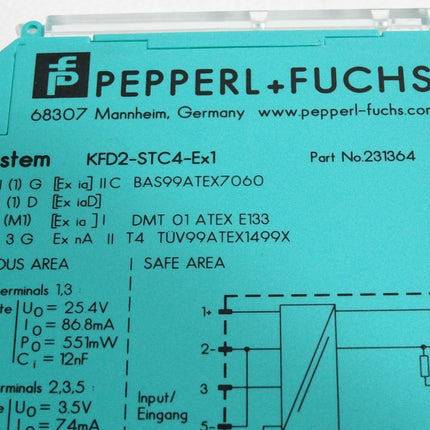 PEPPERL+FUCHS
68307 Mannheim, Germany www.pepperl-fuchs.com
stem KFD2-STC4-Ex1 Part No.231364
(1) G [Ex ia] IIC BAS99ATEX7060
(1) D [Ex iaD]
(M1) [Ex ia] I DMT 01 ATEX E133
3 G Ex nA II T4 TÜV99ATEX1499X
OUS AREA SAFE AREA
erminals 1,3:
U0 = 25.4V
I0 = 86.8mA
P0 = 551mW
Ci = 12nF
1+
2-
3
5-
erminals 2,3,5:
U0 = 3.5V
I0 = 74mA
Input/
Eingang